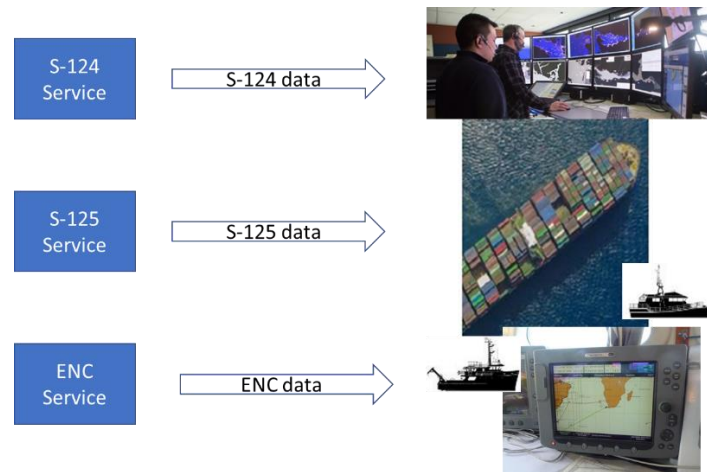 S-124
Service
S-124 data
S-125
Service
S-125 data
ENC
Service
ENC data